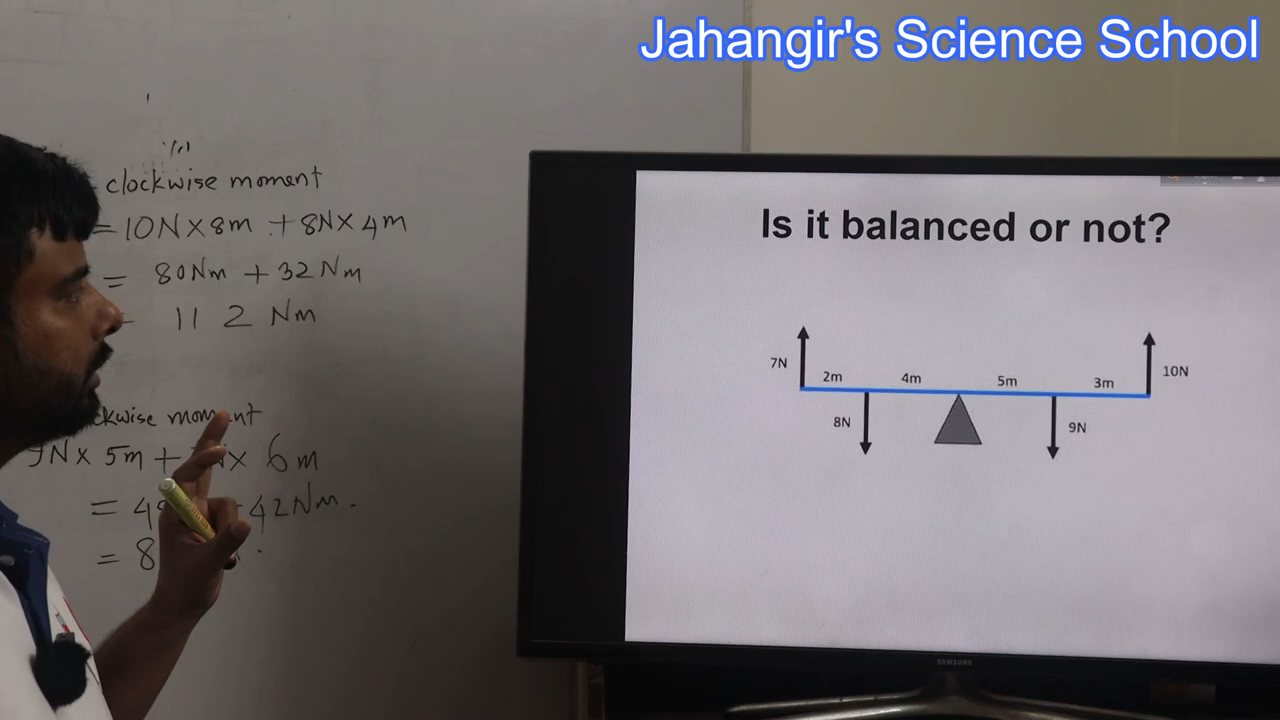 Jahangir's Science School
clockwise moment
= 10N × 8m + 8N × 4m
= 80Nm + 32Nm
112 Nm
moment
9N × 5m + × 6m
= 42Nm.
= 8
Is it balanced or not?
7N
2m
4m
5m
3m
10N
8N
9N
SAMSUNG